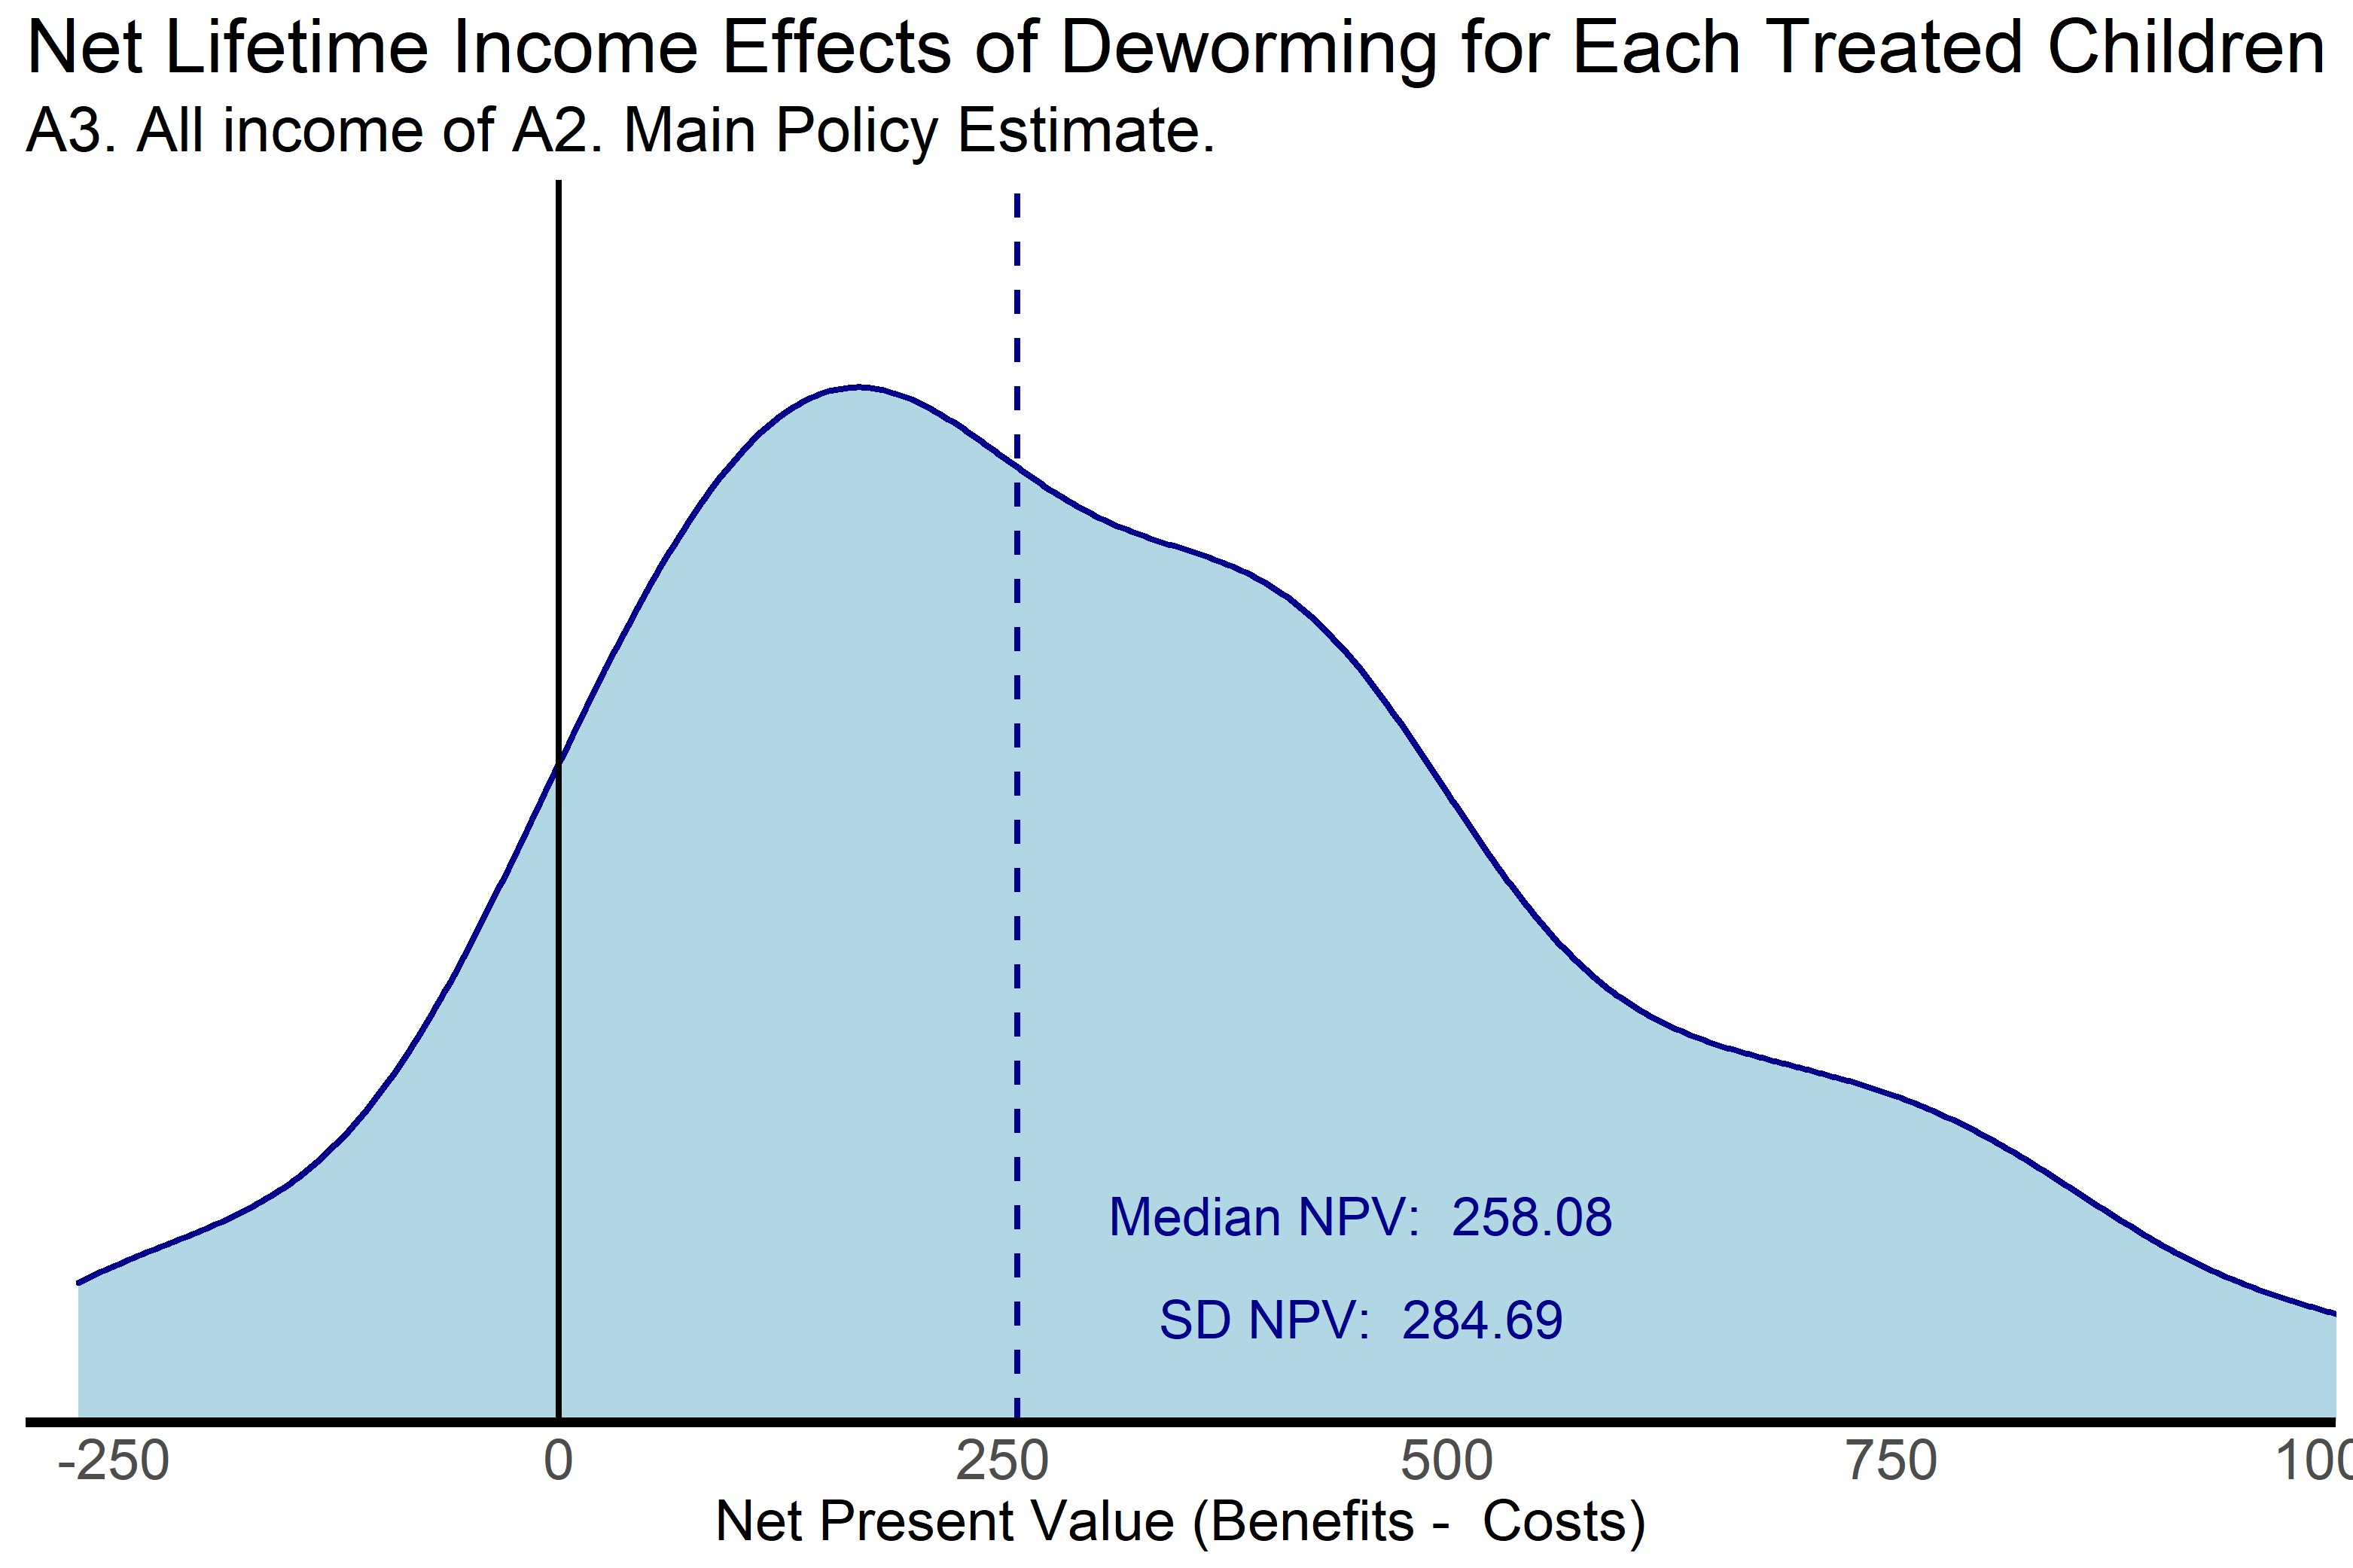 Net Lifetime Income Effects of Deworming for Each Treated Children
A3. All income of A2. Main Policy Estimate.
Median NPV: 258.08
SD NPV: 284.69
-250 0 250 500 750 100
Net Present Value (Benefits - Costs)